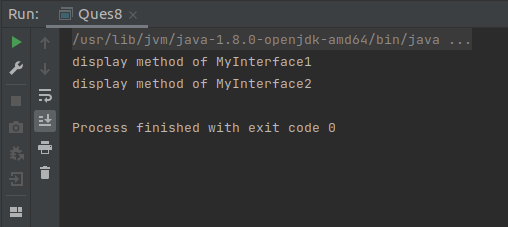 Run: Ques8
/usr/lib/jvm/java-1.8.0-openjdk-amd64/bin/java ...
display method of MyInterface1
display method of MyInterface2
Process finished with exit code 0